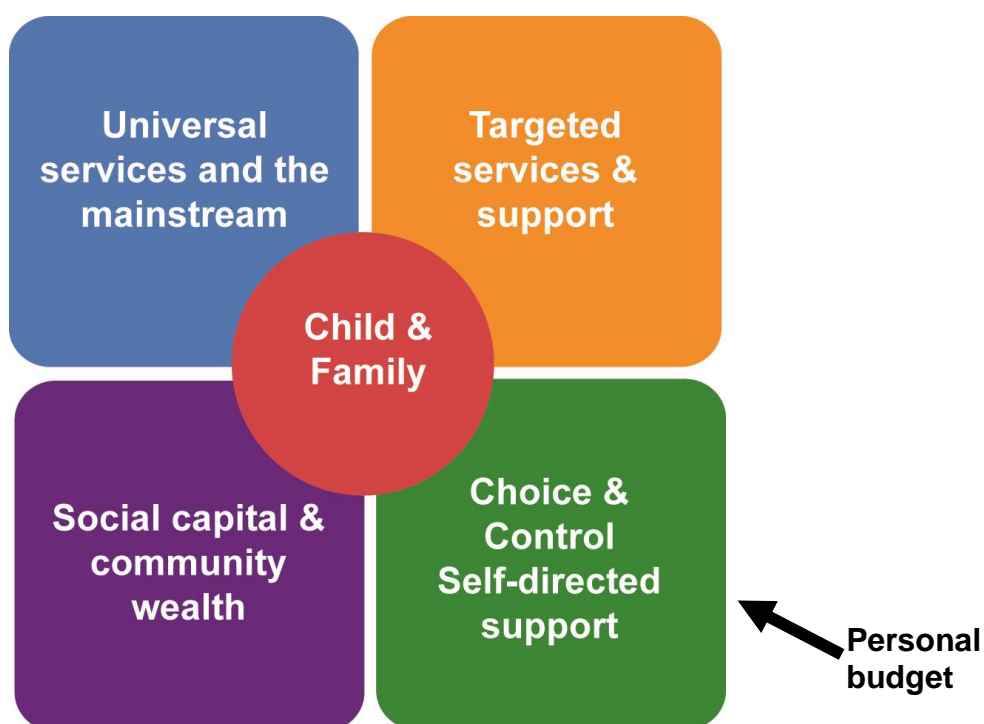 Universal
services and the
mainstream
Targeted
services &
support
Child &
Family
Social capital &
community
wealth
Choice &
Control
Self-directed
support
Personal
budget